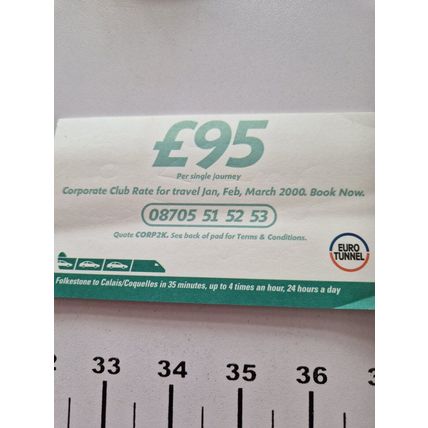 £95
Per single journey
Corporate Club Rate for travel Jan, Feb, March 2000. Book Now.
08705 51 52 53
Quote CORP2K. See back of pad for Terms & Conditions.
EURO
TUNNEL
Folkestone to Calais/Coquelles in 35 minutes, up to 4 times an hour, 24 hours a day
33 34 35 36